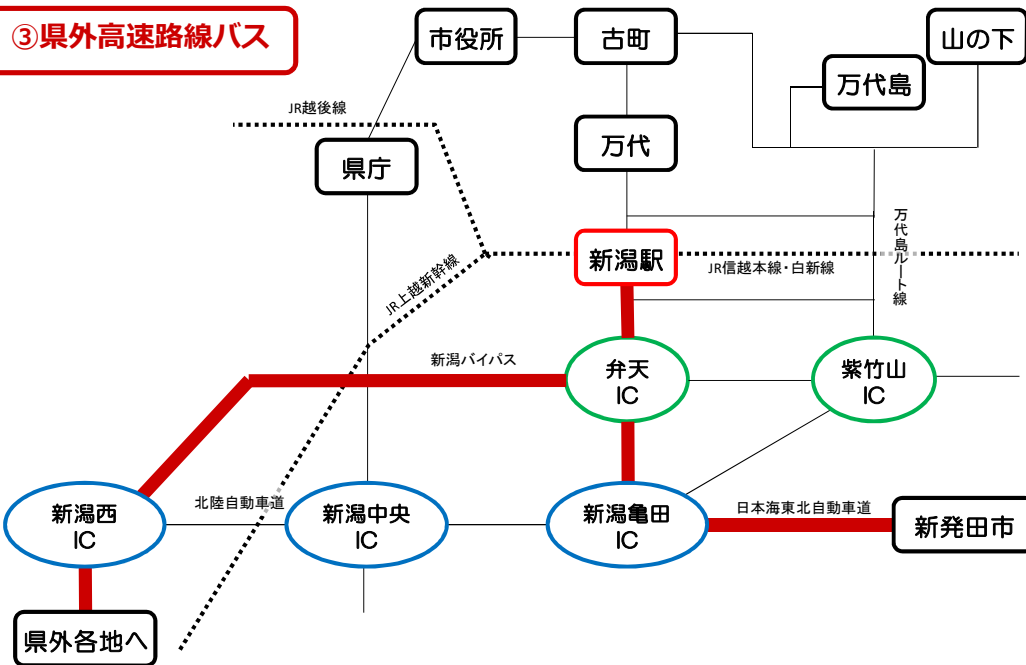 ③県外高速路線バス
市役所
古町
山の下
万代島
JR越後線
万代
県庁
万代島ルート線
新潟駅
JR信越本線・白新線
JR上越新幹線
新潟バイパス
弁天
IC
紫竹山
IC
新潟西
IC
北陸自動車道
新潟中央
IC
新潟亀田
IC
日本海東北自動車道
新発田市
県外各地へ